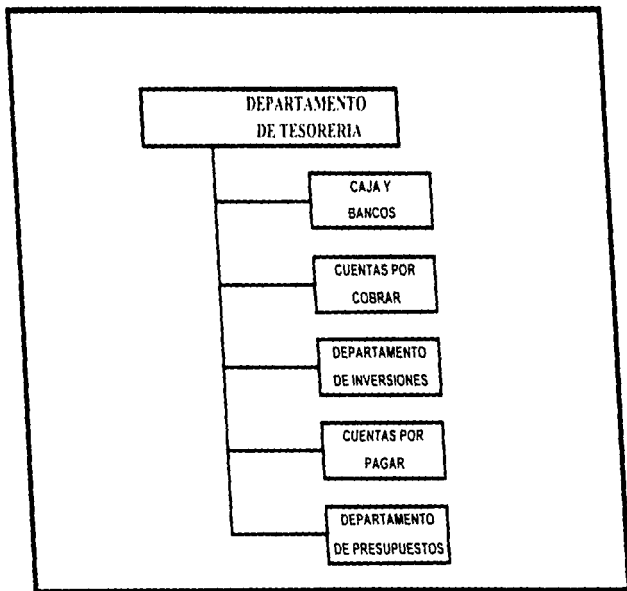 DEPARTAMENTO
DE TESORERIA
CAJA Y
BANCOS
CUENTAS POR
COBRAR
DEPARTAMENTO
DE INVERSIONES
CUENTAS POR
PAGAR
DEPARTAMENTO
DE PRESUPUESTOS